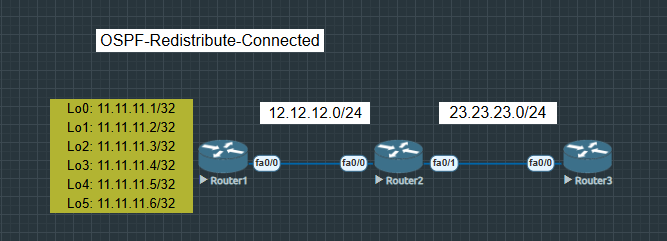 OSPF-Redistribute-Connected
Lo0: 11.11.11.1/32
Lo1: 11.11.11.2/32
Lo2: 11.11.11.3/32
Lo3: 11.11.11.4/32
Lo4: 11.11.11.5/32
Lo5: 11.11.11.6/32
12.12.12.0/24
23.23.23.0/24
fa0/0
fa0/0
fa0/1
fa0/0
Router1
Router2
Router3